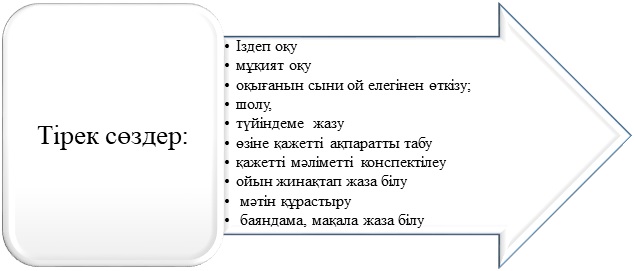 Тірек сөздер:
• Іздеп оқу
• мұқият оқу
• оқығанын сыни ой елегінен өткізу;
• шолу,
• түйіндеме жазу
• өзіне қажетті ақпаратты табу
• қажетті мәліметті конспектілеу
• ойын жинақтап жаза білу
• мәтін құрастыру
• баяндама, мақала жаза білу